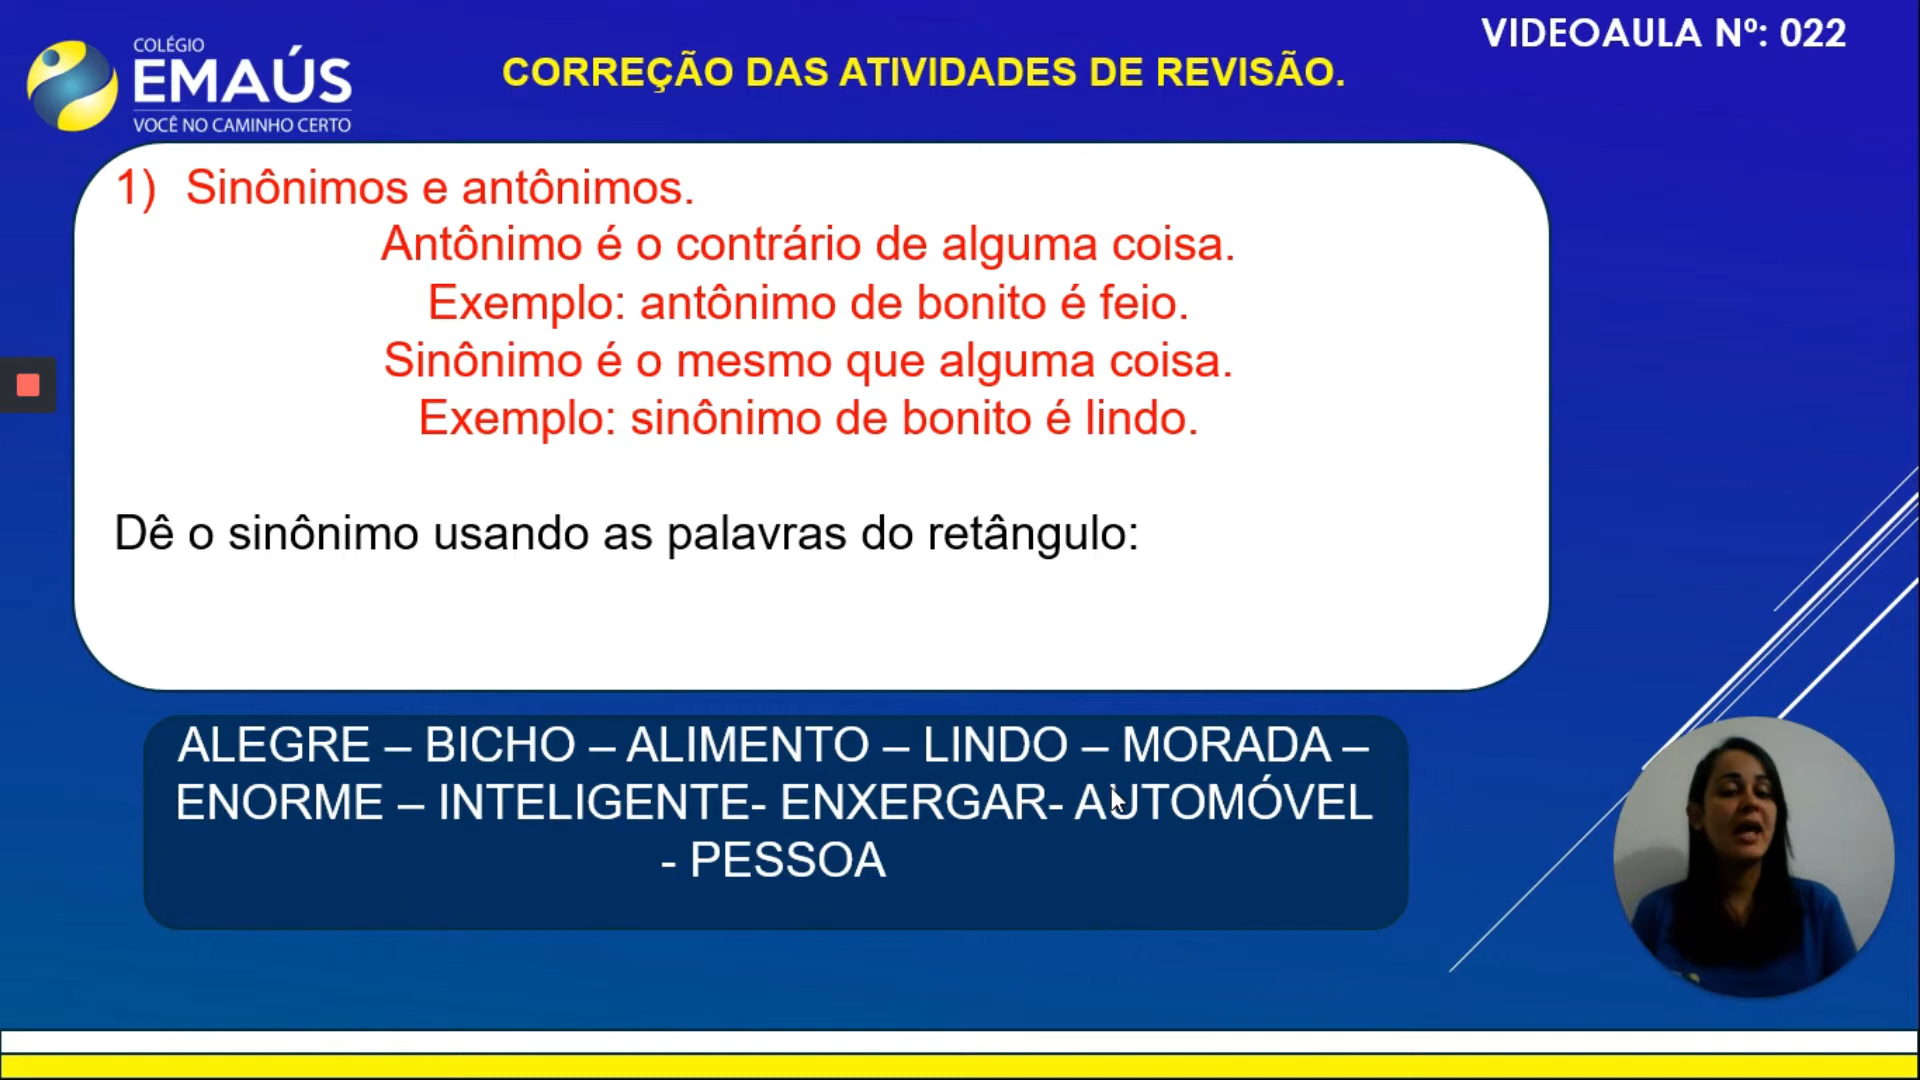 VIDEOAULA Nº: 022
COLÉGIO
EMAÚS
VOCÊ NO CAMINHO CERTO
CORREÇÃO DAS ATIVIDADES DE REVISÃO.
1) Sinônimos e antônimos.
Antônimo é o contrário de alguma coisa.
Exemplo: antônimo de bonito é feio.
Sinônimo é o mesmo que alguma coisa.
Exemplo: sinônimo de bonito é lindo.
Dê o sinônimo usando as palavras do retângulo:
ALEGRE – BICHO – ALIMENTO – LINDO – MORADA –
ENORME – INTELIGENTE- ENXERGAR- AUTOMÓVEL
- PESSOA